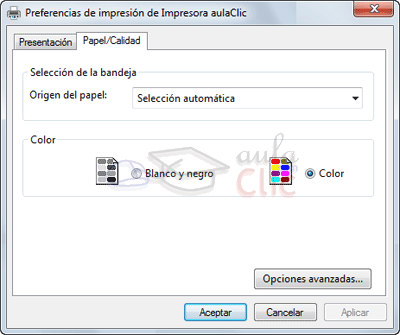 Preferencias de impresión de Impresora aulaClic
Presentación
Papel/Calidad
Selección de la bandeja
Origen del papel:
Selección automática
Color
aula
Clic
Blanco y negro
Color
Opciones avanzadas...
Aceptar
Cancelar
Aplicar